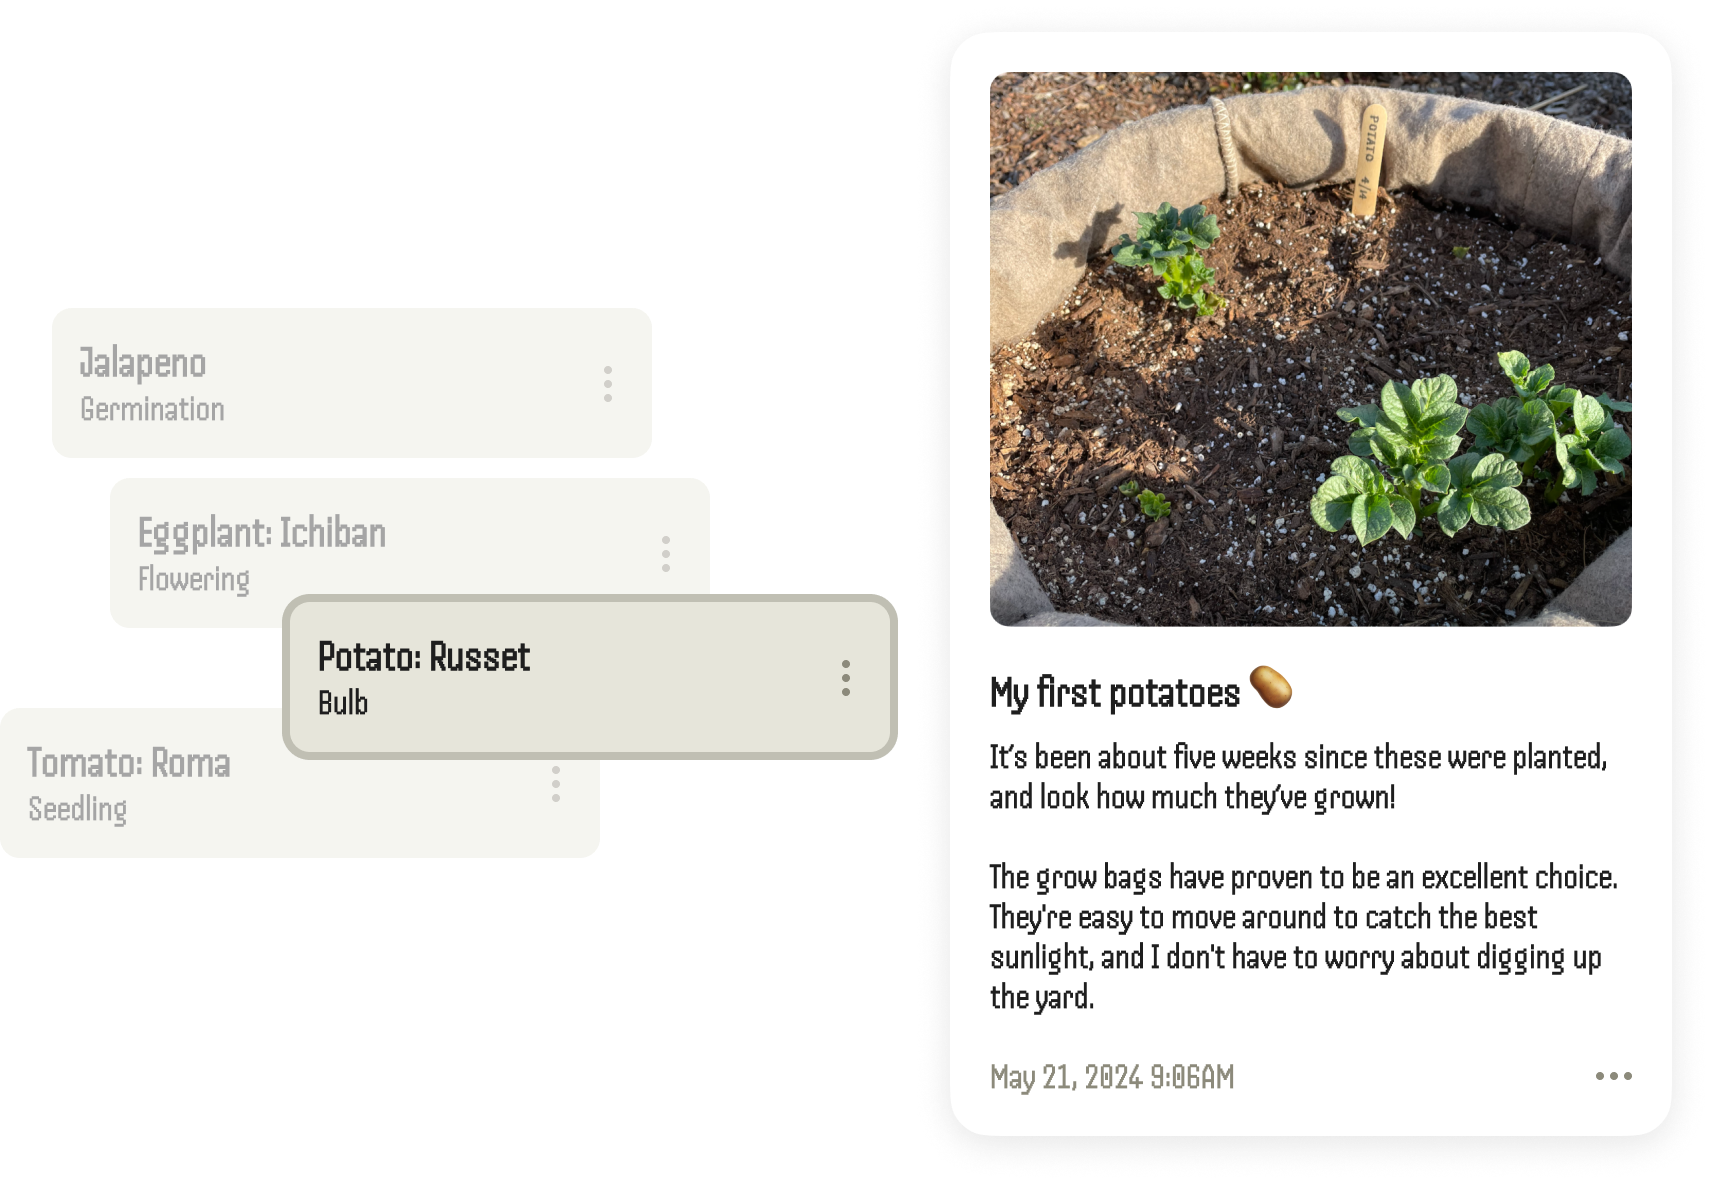 Jalapeno
Germination
Eggplant: Ichiban
Flowering
Potato: Russet
Bulb
Tomato: Roma
Seedling
POTATO 4/14
My first potatoes 🥔
It’s been about five weeks since these were planted,
and look how much they’ve grown!
The grow bags have proven to be an excellent choice.
They're easy to move around to catch the best
sunlight, and I don't have to worry about digging up
the yard.
May 21, 2024 9:06AM